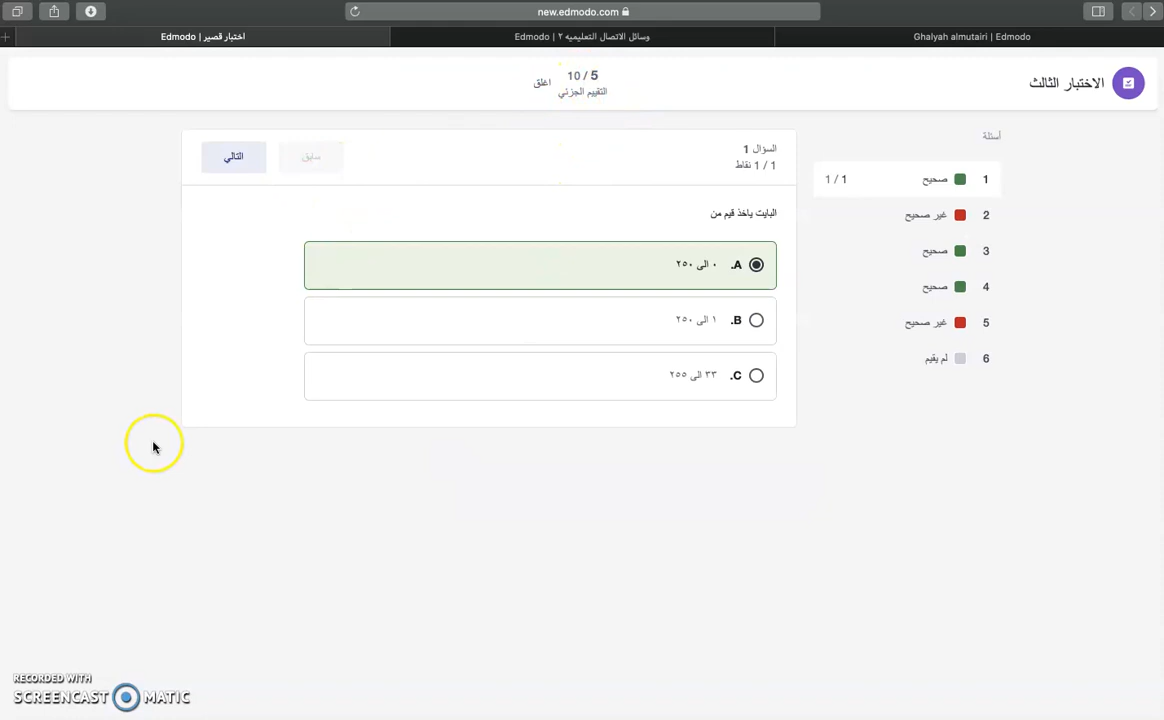 new.edmodo.com
اختبار قصير | Edmodo
وسائل الاتصال التعليميه ٢ | Edmodo
Ghalyah almutairi | Edmodo
الاختبار الثالث
10 / 5
التقييم الجزئي
اغلق
أسئلة
1 صحيح 1 / 1
2 غير صحيح
3 صحيح
4 صحيح
5 غير صحيح
6 لم يقيم
السؤال 1
1 / 1 نقاط
سابق
التالي
البايت ياخذ قيم من
A. ٠ الى ٢٥٠
B. ١ الى ٢٥٠
C. ٣٣ الى ٢٥٥
RECORDED WITH
SCREENCAST MATIC